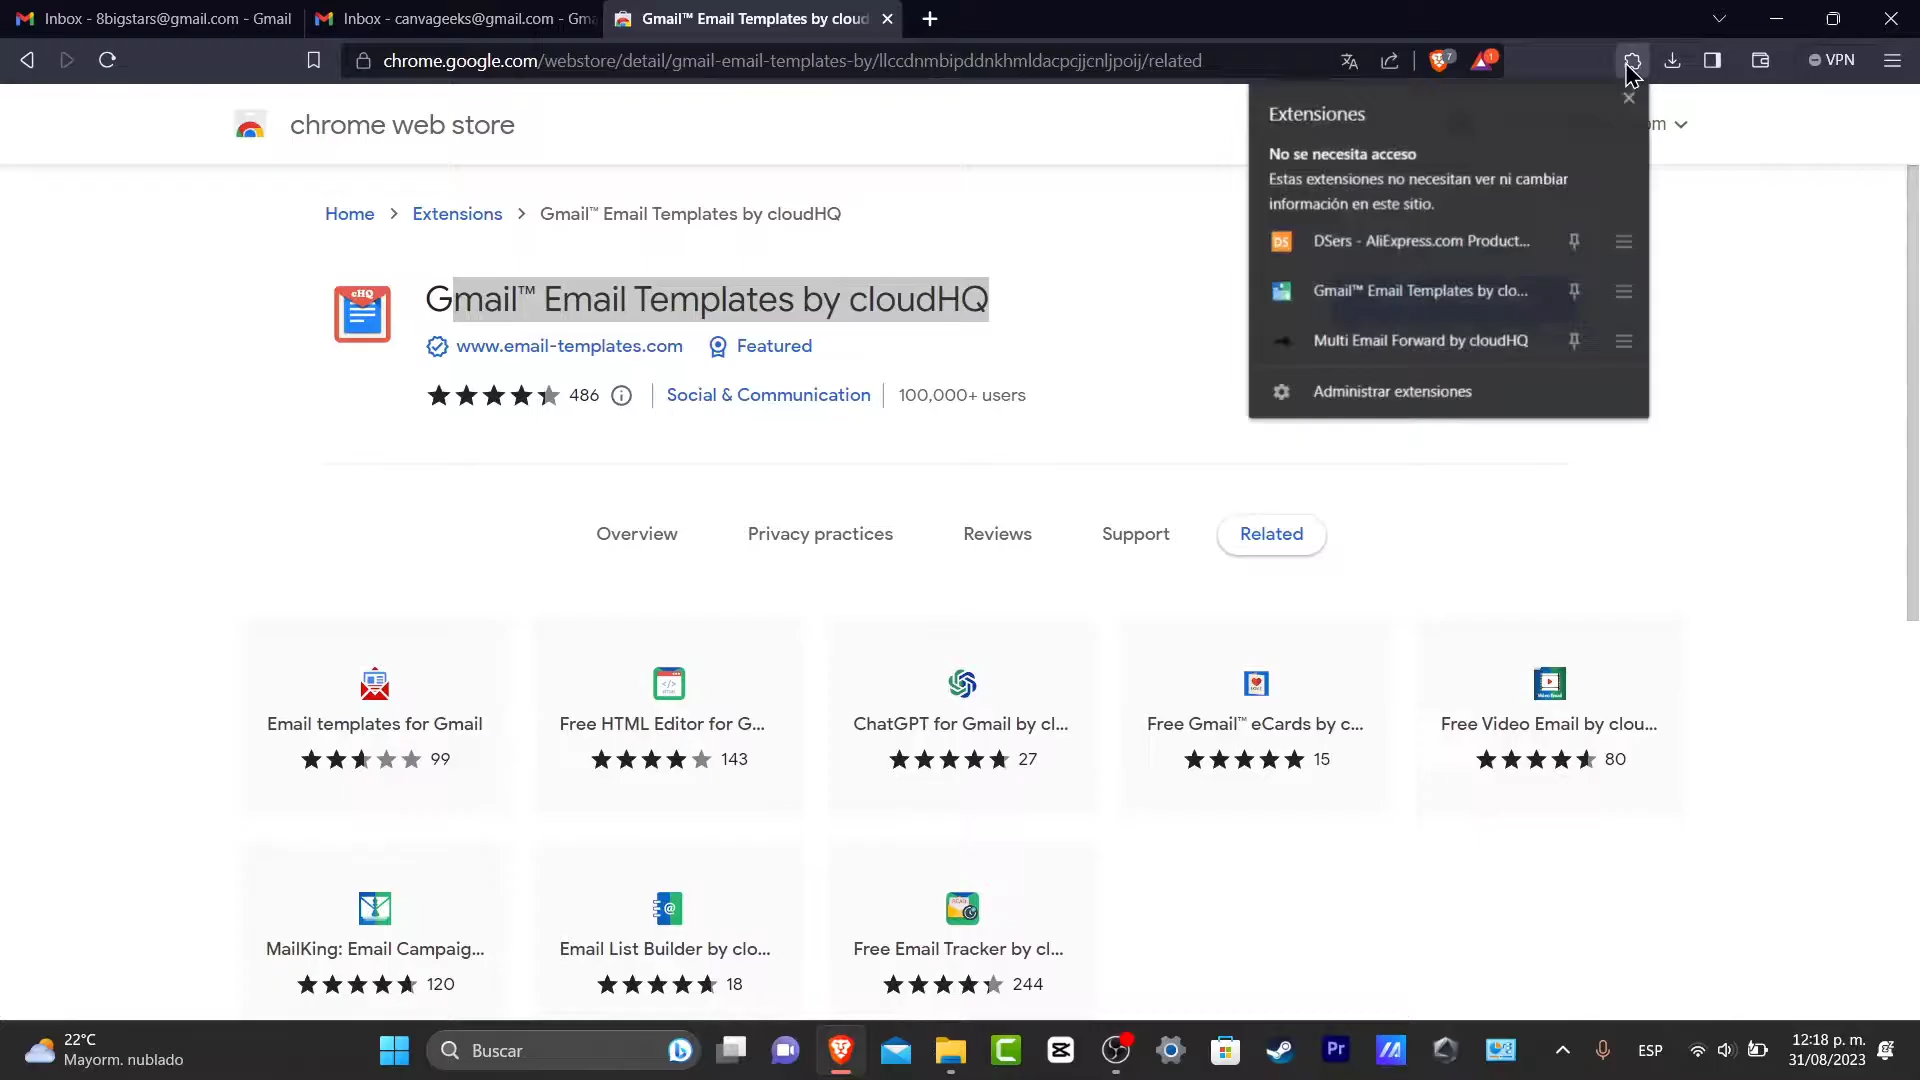 Inbox - 8bigstars@gmail.com - Gmail
Inbox - canvageeks@gmail.com - Gma
Gmail™ Email Templates by cloud
chrome.google.com/webstore/detail/gmail-email-templates-by/llccdnmbipddnkhmldacpcjjcnljpoij/related
7
1
VPN
chrome web store
om
Extensiones
No se necesita acceso
Estas extensiones no necesitan ver ni cambiar
información en este sitio.
DSers - AliExpress.com Product...
Gmail™ Email Templates by clo...
Multi Email Forward by cloudHQ
Administrar extensiones
Home > Extensions > Gmail™ Email Templates by cloudHQ
cHQ
Gmail™ Email Templates by cloudHQ
www.email-templates.com Featured
486 Social & Communication 100,000+ users
Overview Privacy practices Reviews Support Related
Email templates for Gmail
99
Free HTML Editor for G...
143
ChatGPT for Gmail by cl...
27
Free Gmail™ eCards by c...
15
Free Video Email by clou...
80
MailKing: Email Campaig...
120
Email List Builder by clo...
18
Free Email Tracker by cl...
244
22°C
Mayorm. nublado
Buscar
Pr
ESP
12:18 p. m.
31/08/2023